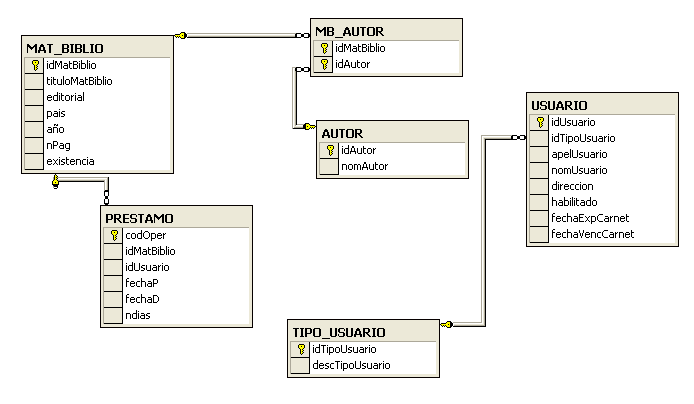 MAT_BIBLIO
idMatBiblio
tituloMatBiblio
editorial
pais
año
nPag
existencia
MB_AUTOR
idMatBiblio
idAutor
AUTOR
idAutor
nomAutor
USUARIO
idUsuario
idTipoUsuario
apelUsuario
nomUsuario
direccion
habilitado
fechaExpCarnet
fechaVencCarnet
PRESTAMO
codOper
idMatBiblio
idUsuario
fechaP
fechaD
ndias
TIPO_USUARIO
idTipoUsuario
descTipoUsuario